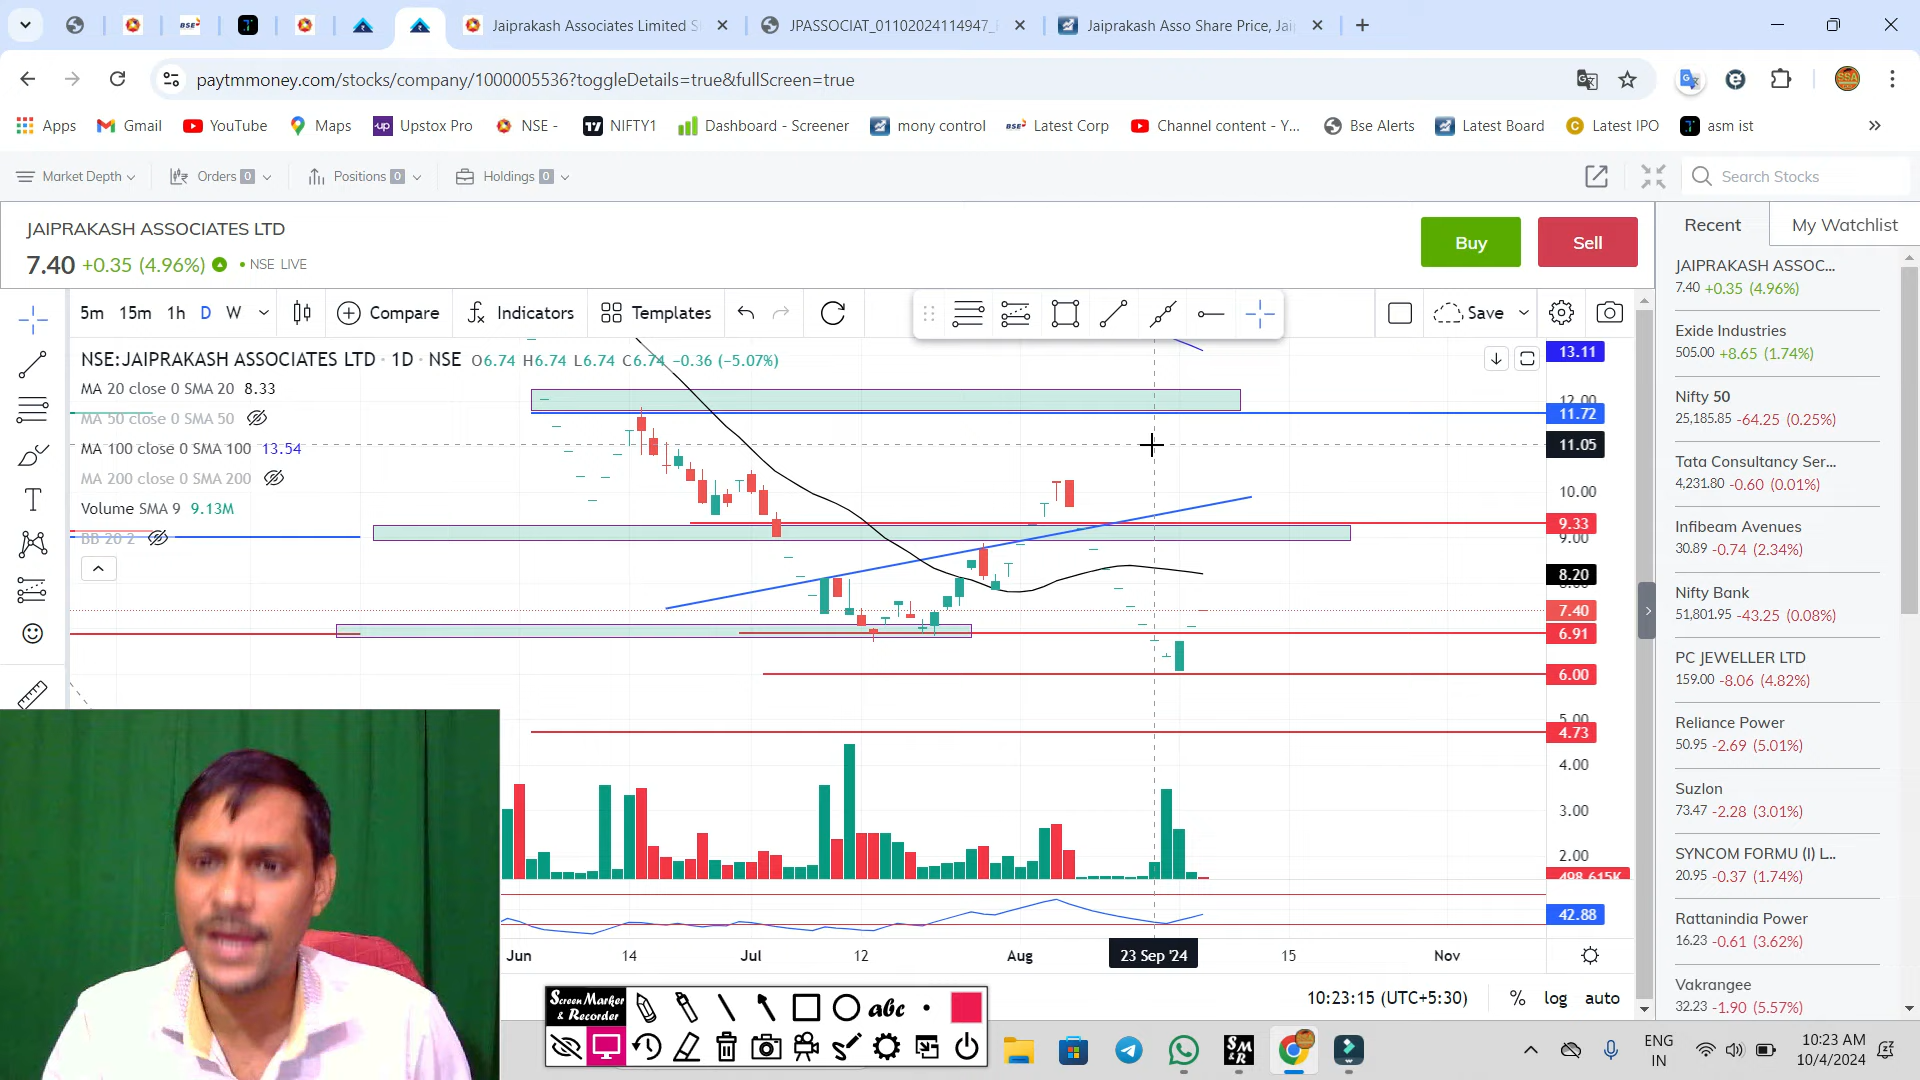 Jaiprakash Associates Limited S
JPASSOCIAT_01102024114947_
Jaiprakash Asso Share Price, Jai
paytmmoney.com/stocks/company/1000005536?toggleDetails=true&fullScreen=true
Apps
Gmail
YouTube
Maps
up
Upstox Pro
NSE -
NIFTY1
Dashboard - Screener
mony control
BSE
Latest Corp
Channel content - Y...
Bse Alerts
Latest Board
Latest IPO
asm ist
Market Depth
Orders 0
Positions 0
Holdings 0
Search Stocks
JAIPRAKASH ASSOCIATES LTD
7.40 +0.35 (4.96%) • NSE LIVE
Buy
Sell
Recent
My Watchlist
5m 15m 1h D W
Compare
Indicators
Templates
Save
NSE:JAIPRAKASH ASSOCIATES LTD · 1D · NSE O6.74 H6.74 L6.74 C6.74 −0.36 (−5.07%)
MA 20 close 0 SMA 20 8.33
MA 50 close 0 SMA 50
MA 100 close 0 SMA 100 13.54
MA 200 close 0 SMA 200
Volume SMA 9 9.13M
BB 20 2
13.11
12.00
11.72
11.05
10.00
9.33
9.00
8.20
8.00
7.40
6.91
6.00
5.00
4.73
4.00
3.00
2.00
498.615K
42.88
Jun 14 Jul 12 Aug 23 Sep '24 15 Nov
10:23:15 (UTC+5:30) % log auto
JAIPRAKASH ASSOC...
7.40 +0.35 (4.96%)
Exide Industries
505.00 +8.65 (1.74%)
Nifty 50
25,185.85 -64.25 (0.25%)
Tata Consultancy Ser...
4,231.80 -0.60 (0.01%)
Infibeam Avenues
30.89 -0.74 (2.34%)
Nifty Bank
51,801.95 -43.25 (0.08%)
PC JEWELLER LTD
159.00 -8.06 (4.82%)
Reliance Power
50.95 -2.69 (5.01%)
Suzlon
73.47 -2.28 (3.01%)
SYNCOM FORMU (I) L...
20.95 -0.37 (1.74%)
Rattanindia Power
16.23 -0.61 (3.62%)
Vakrangee
32.23 -1.90 (5.57%)
Screen Marker
& Recorder
abc
SM
&R
ENG
IN
10:23 AM
10/4/2024